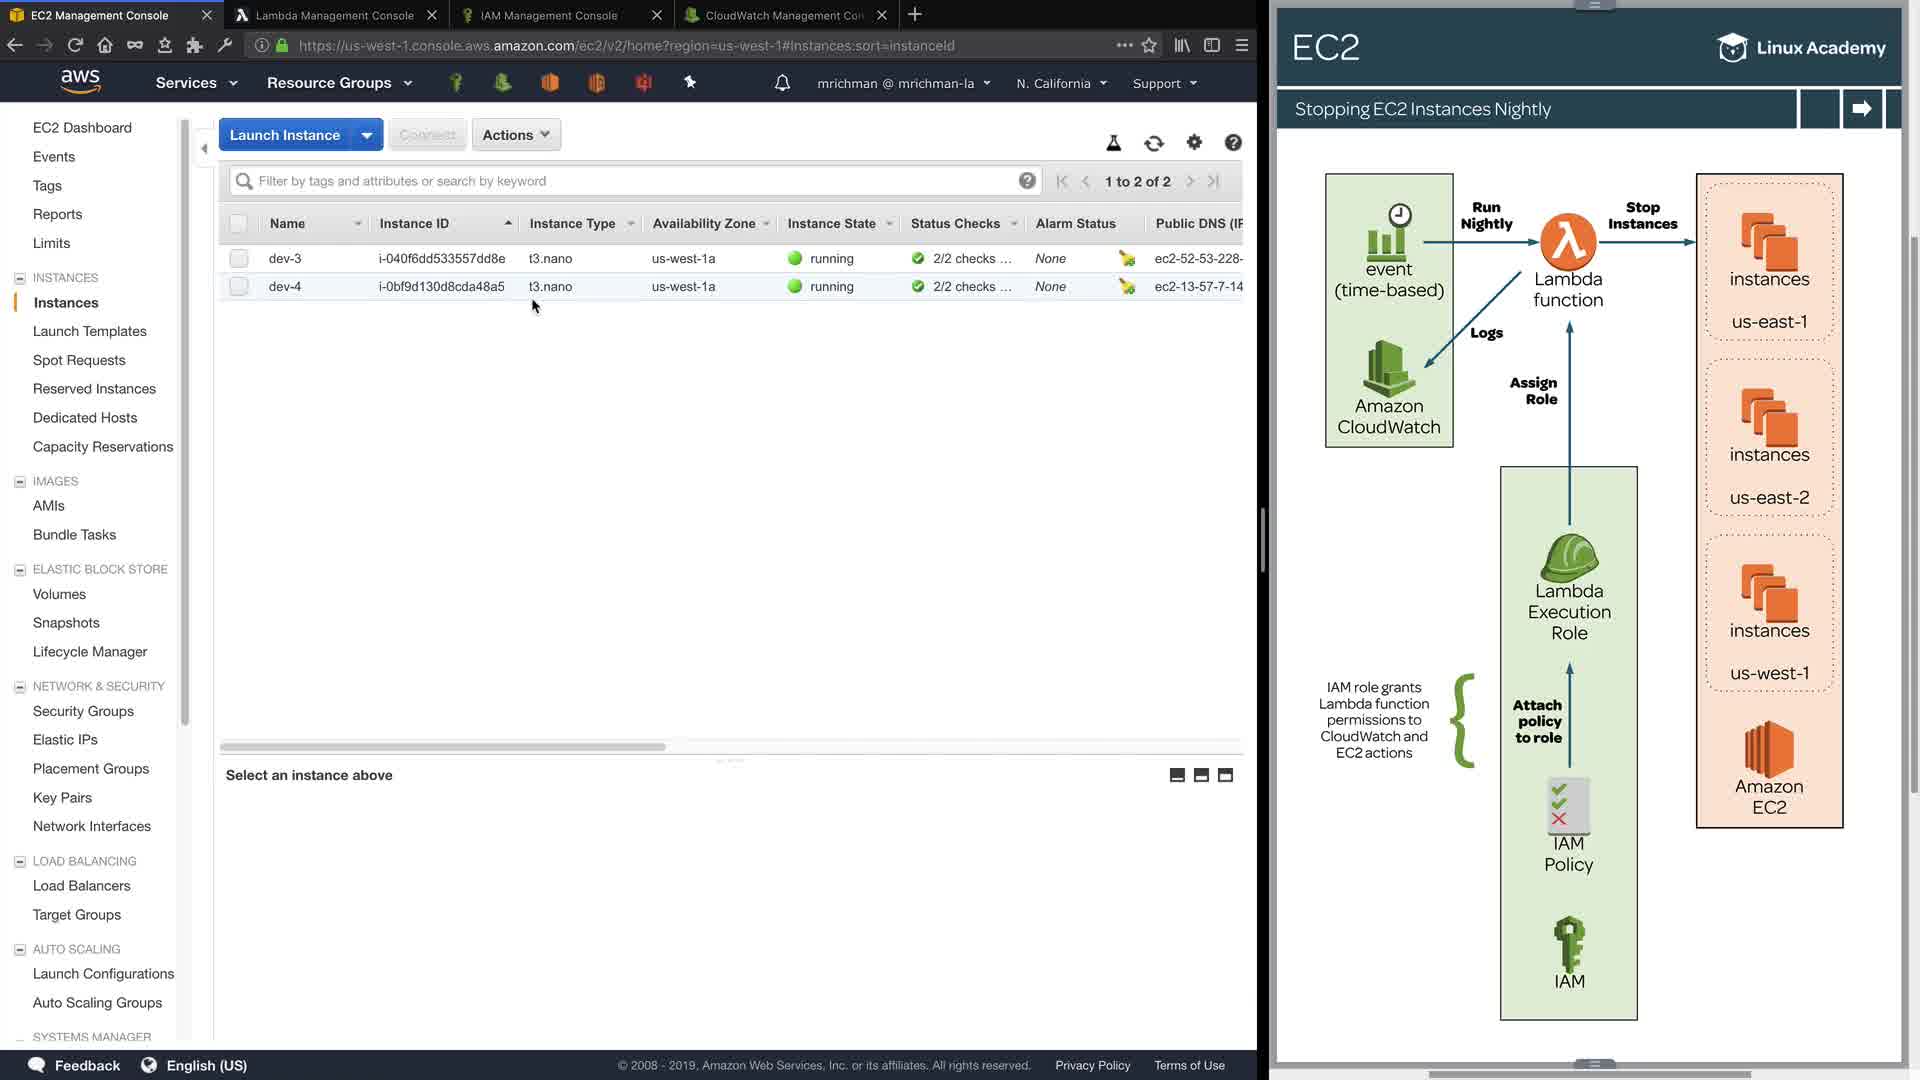 EC2 Management Console
Lambda Management Console
IAM Management Console
CloudWatch Management Con
https://us-west-1.console.aws.amazon.com/ec2/v2/home?region=us-west-1#Instances:sort=instanceId
aws
Services
Resource Groups
mrichman @ mrichman-la
N. California
Support
EC2 Dashboard
Events
Tags
Reports
Limits
INSTANCES
Instances
Launch Templates
Spot Requests
Reserved Instances
Dedicated Hosts
Capacity Reservations
IMAGES
AMIs
Bundle Tasks
ELASTIC BLOCK STORE
Volumes
Snapshots
Lifecycle Manager
NETWORK & SECURITY
Security Groups
Elastic IPs
Placement Groups
Key Pairs
Network Interfaces
LOAD BALANCING
Load Balancers
Target Groups
AUTO SCALING
Launch Configurations
Auto Scaling Groups
SYSTEMS MANAGER
Launch Instance
Connect
Actions
Filter by tags and attributes or search by keyword
1 to 2 of 2
Name Instance ID Instance Type Availability Zone Instance State Status Checks Alarm Status Public DNS (IP
dev-3 i-040f6dd533557dd8e t3.nano us-west-1a running 2/2 checks ... None ec2-52-53-228-
dev-4 i-0bf9d130d8cda48a5 t3.nano us-west-1a running 2/2 checks ... None ec2-13-57-7-14
Select an instance above
Feedback
English (US)
© 2008 - 2019, Amazon Web Services, Inc. or its affiliates. All rights reserved.
Privacy Policy
Terms of Use
EC2
Linux Academy
Stopping EC2 Instances Nightly
event
(time-based)
Run
Nightly
Lambda
function
Stop
Instances
instances
us-east-1
Logs
Amazon
CloudWatch
Assign
Role
instances
us-east-2
Lambda
Execution
Role
instances
us-west-1
IAM role grants
Lambda function
permissions to
CloudWatch and
EC2 actions
Attach
policy
to role
Amazon
EC2
IAM
Policy
IAM